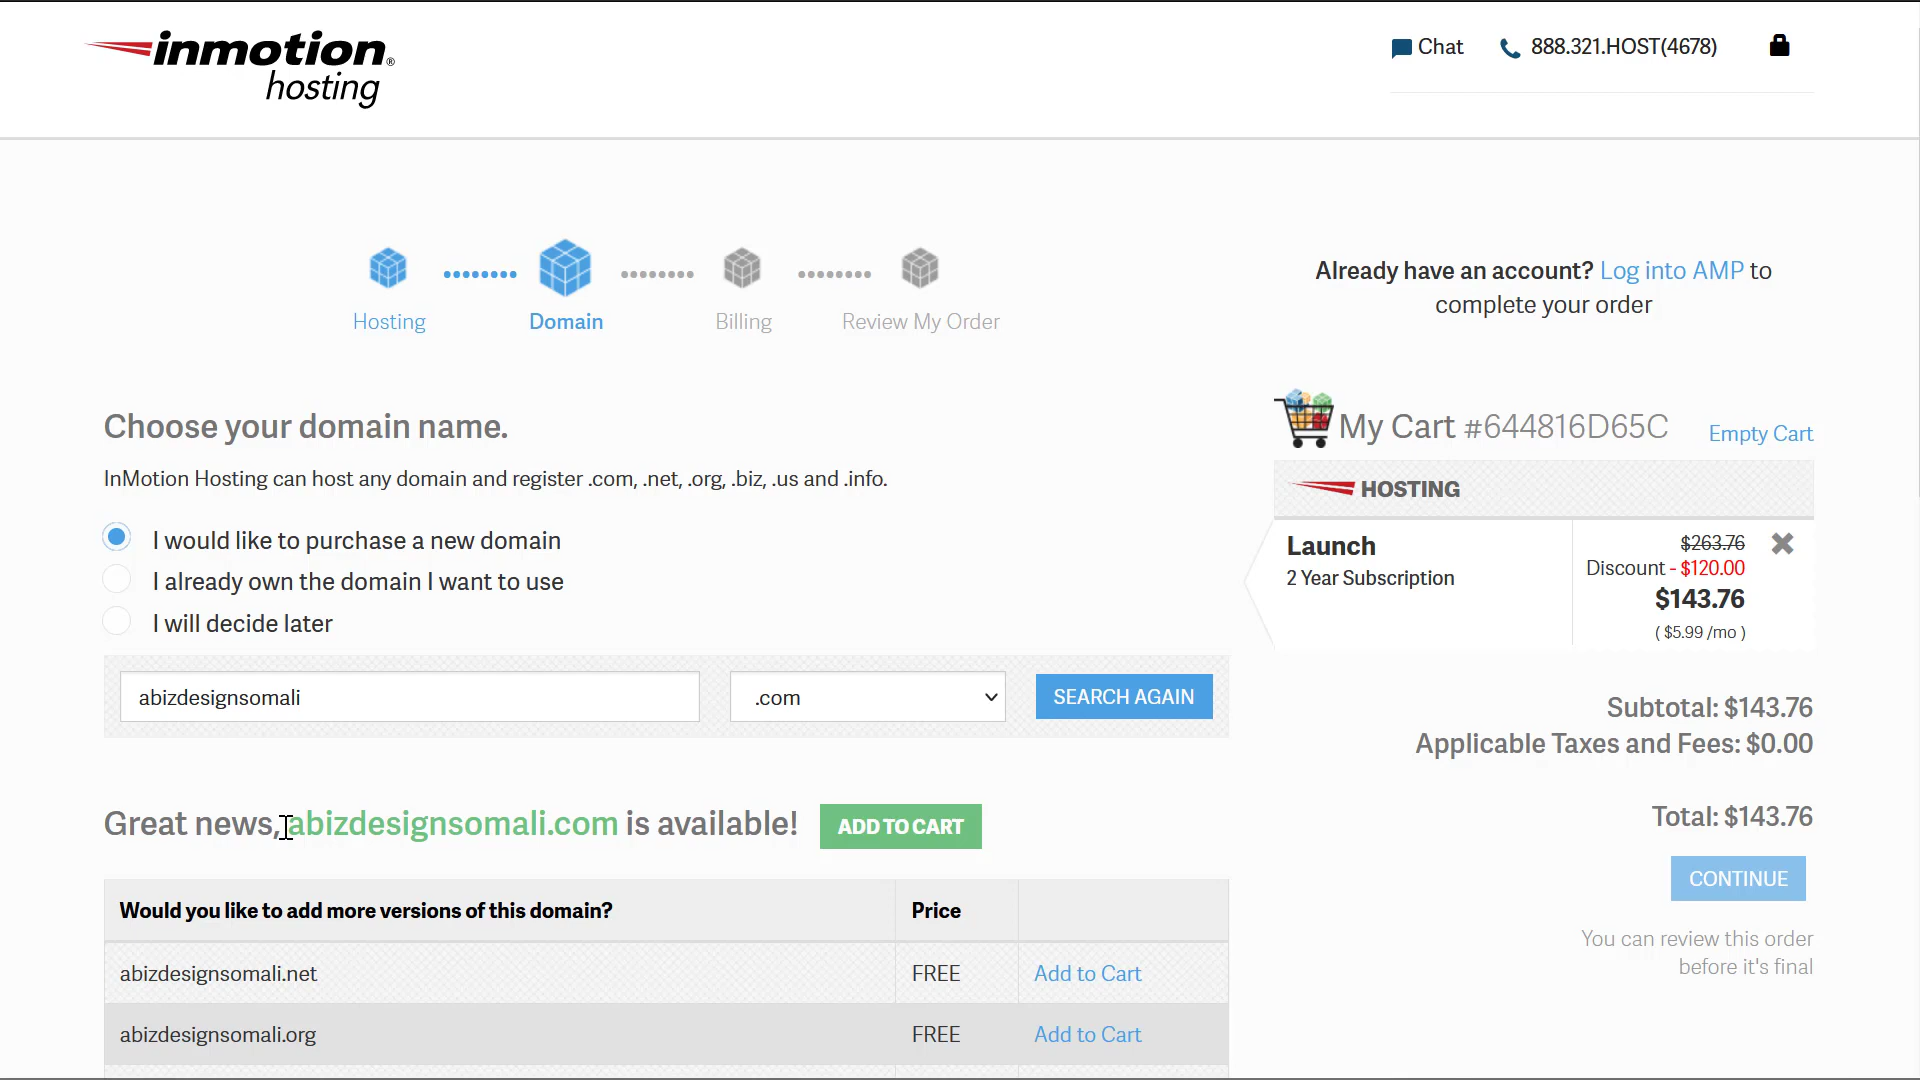 inmotion®
hosting
Chat
888.321.HOST(4678)
Hosting
Domain
Billing
Review My Order
Already have an account? Log into AMP to
complete your order
Choose your domain name.
InMotion Hosting can host any domain and register .com, .net, .org, .biz, .us and .info.
I would like to purchase a new domain
I already own the domain I want to use
I will decide later
abizdesignsomali
.com
SEARCH AGAIN
Great news, abizdesignsomali.com is available!
ADD TO CART
Would you like to add more versions of this domain?
Price
abizdesignsomali.net
FREE
Add to Cart
abizdesignsomali.org
FREE
Add to Cart
My Cart #644816D65C
Empty Cart
HOSTING
Launch
2 Year Subscription
$263.76
Discount - $120.00
$143.76
( $5.99 /mo )
Subtotal: $143.76
Applicable Taxes and Fees: $0.00
Total: $143.76
CONTINUE
You can review this order
before it's final